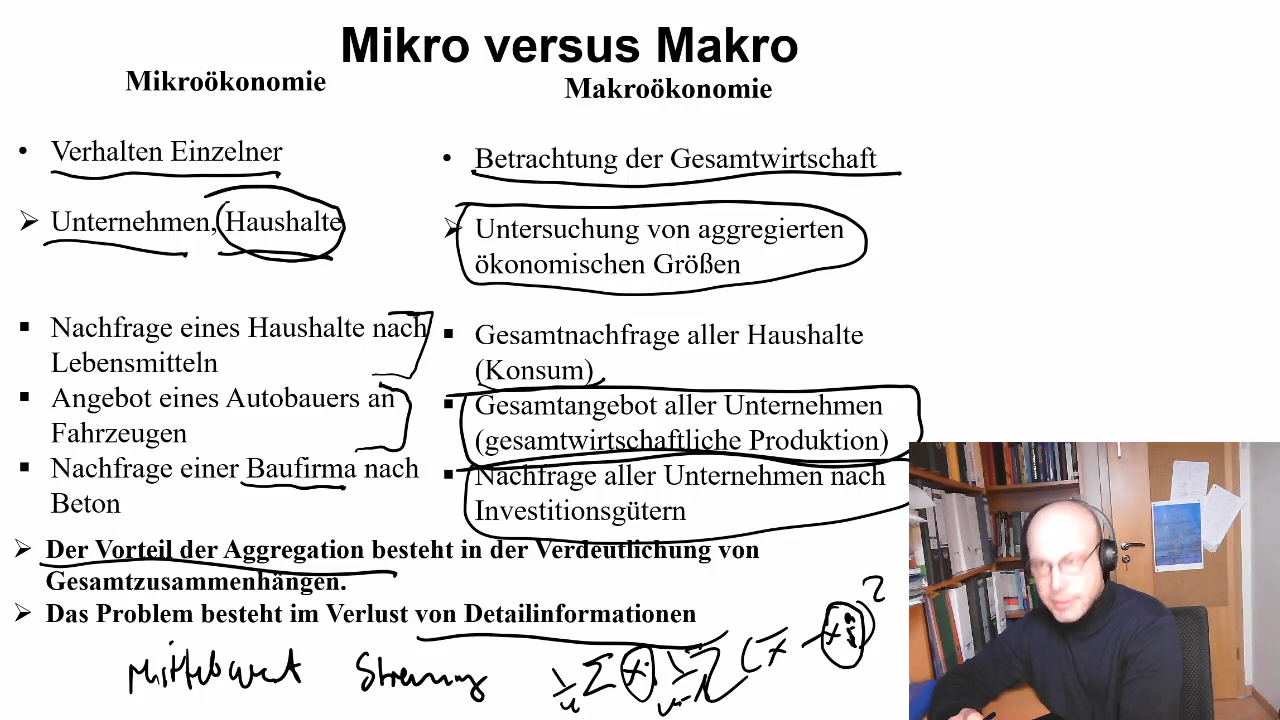 Mikro versus Makro
Mikroökonomie
Makroökonomie
• Verhalten Einzelner
➢ Unternehmen, Haushalte
▪ Nachfrage eines Haushalte nach
Lebensmitteln
▪ Angebot eines Autobauers an
Fahrzeugen
▪ Nachfrage einer Baufirma nach
Beton
• Betrachtung der Gesamtwirtschaft
➢ Untersuchung von aggregierten
ökonomischen Größen
▪ Gesamtnachfrage aller Haushalte
(Konsum)
▪ Gesamtangebot aller Unternehmen
(gesamtwirtschaftliche Produktion)
▪ Nachfrage aller Unternehmen nach
Investitionsgütern
➢ Der Vorteil der Aggregation besteht in der Verdeutlichung von
Gesamtzusammenhängen.
➢ Das Problem besteht im Verlust von Detailinformationen
Mittelwert Streuung